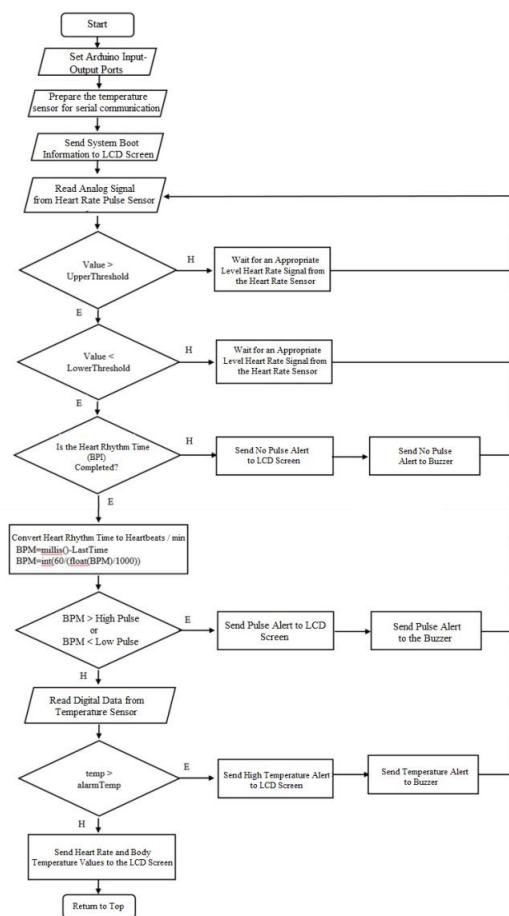 Start
Set Arduino Input-
Output Ports
Prepare the temperature
sensor for serial communication
Send System Boot
Information to LCD Screen
Read Analog Signal
from Heart Rate Pulse Sensor
Value >
UpperThreshold
H
Wait for an Appropriate
Level Heart Rate Signal from
the Heart Rate Sensor
E
Value <
LowerThreshold
H
Wait for an Appropriate
Level Heart Rate Signal from
the Heart Rate Sensor
E
Is the Heart Rhythm Time
(BPI)
Completed?
H
Send No Pulse Alert
to LCD Screen
Send No Pulse
Alert to Buzzer
E
Convert Heart Rhythm Time to Heartbeats / min
BPM=millis()-LastTime
BPM=int(60/(float(BPM)/1000))
BPM > High Pulse
or
BPM < Low Pulse
E
Send Pulse Alert to LCD
Screen
Send Pulse Alert
to the Buzzer
H
Read Digital Data from
Temperature Sensor
temp >
alarmTemp
E
Send High Temperature Alert
to LCD Screen
Send Temperature Alert
to Buzzer
H
Send Heart Rate and Body
Temperature Values to the LCD Screen
Return to Top